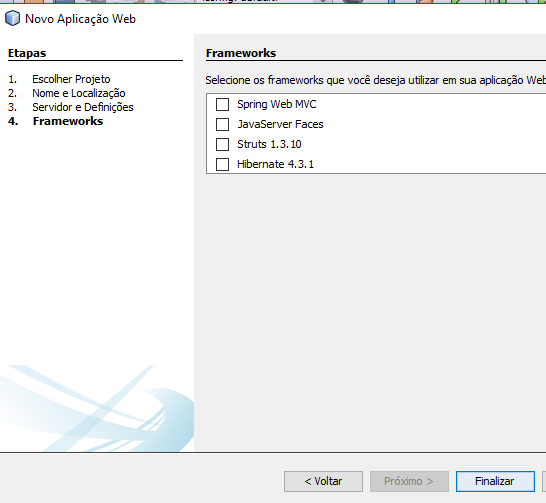 Novo Aplicação Web
Etapas
1. Escolher Projeto
2. Nome e Localização
3. Servidor e Definições
4. Frameworks
Frameworks
Selecione os frameworks que você deseja utilizar em sua aplicação Web
Spring Web MVC
JavaServer Faces
Struts 1.3.10
Hibernate 4.3.1
< Voltar
Próximo >
Finalizar